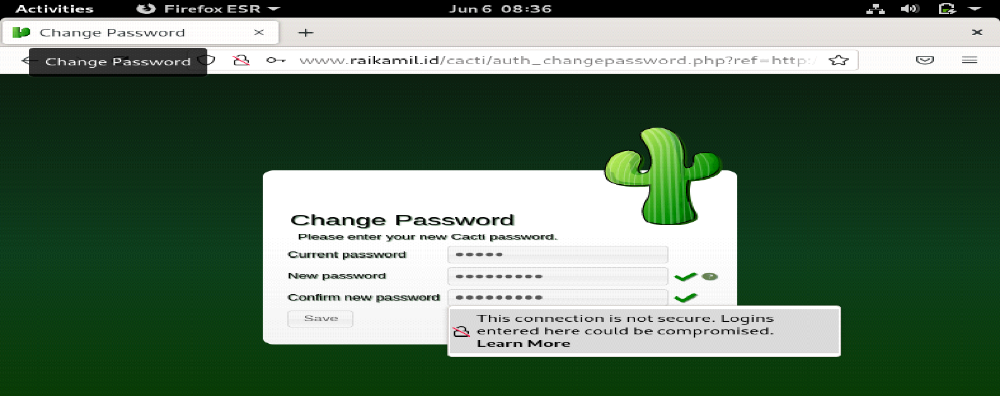 Activities Firefox ESR Jun 6 08:36
Change Password
Change Password www.raikamil.id/cacti/auth_changepassword.php?ref=http:/
Change Password
Please enter your new Cacti password.
Current password
New password ?
Confirm new password
Save
This connection is not secure. Logins
entered here could be compromised.
Learn More